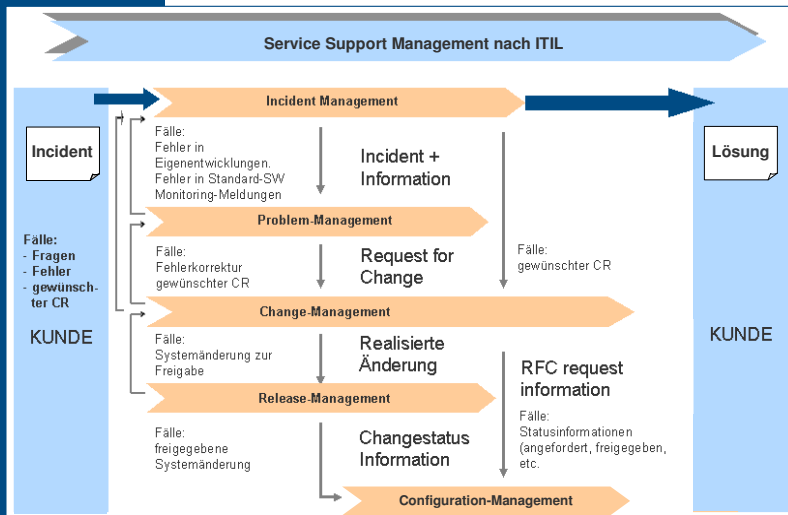 Service Support Management nach ITIL
Incident Management
Incident
Fälle:
- Fragen
- Fehler
- gewünsch-
ter CR
KUNDE
Fälle:
Fehler in
Eigenentwicklungen.
Fehler in Standard-SW
Monitoring-Meldungen
Incident +
Information
Problem-Management
Fälle:
Fehlerkorrektur
gewünschter CR
Request for
Change
Fälle:
gewünschter CR
Change-Management
Fälle:
Systemänderung zur
Freigabe
Realisierte
Änderung
RFC request
information
Release-Management
Fälle:
freigegebene
Systemänderung
Changestatus
Information
Fälle:
Statusinformationen
(angefordert, freigegeben,
etc.
Configuration-Management
Lösung
KUNDE